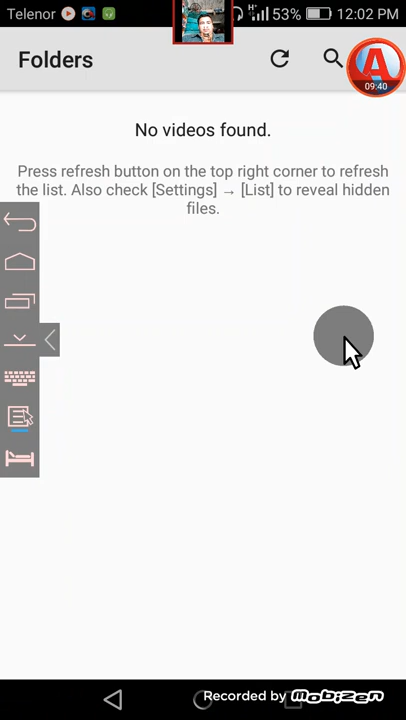 Telenor H+ 53% 12:02 PM
Folders
A
09:40
No videos found.
Press refresh button on the top right corner to refresh
the list. Also check [Settings] → [List] to reveal hidden
files.
Recorded by Mobizen